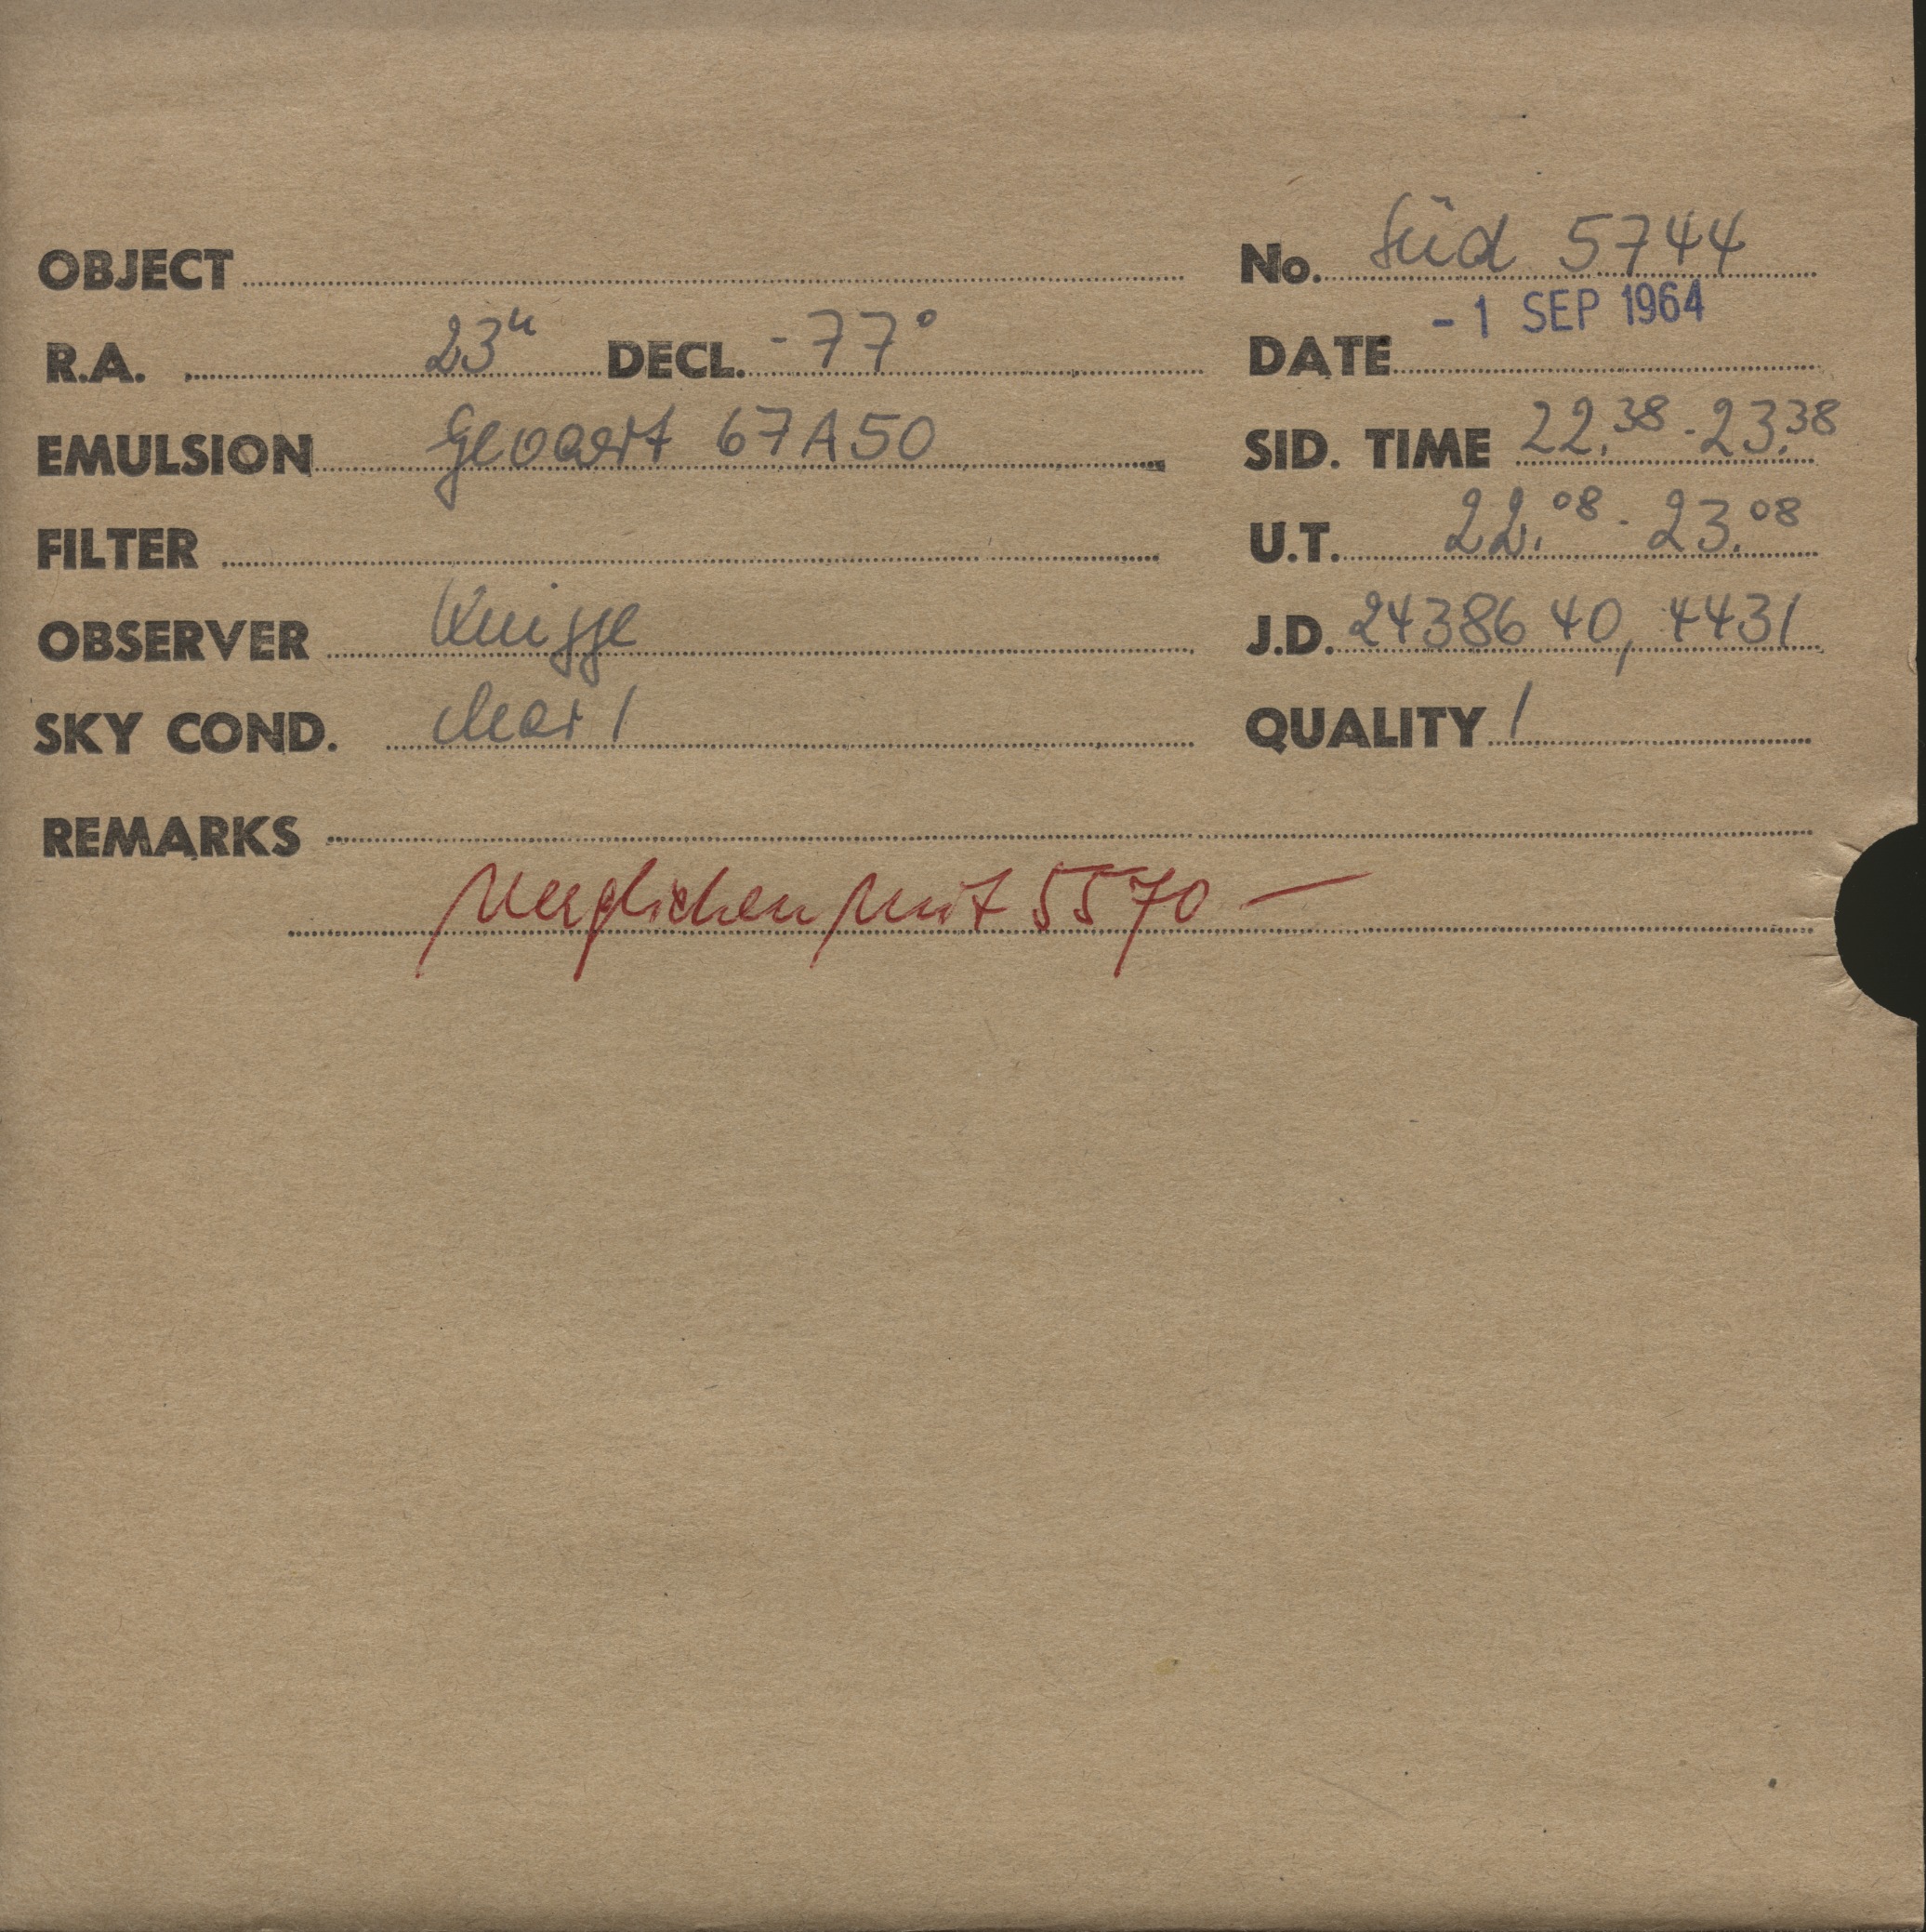 OBJECT No. Süd 5744
R.A. 23h DECL. -77° DATE - 1 SEP 1964
EMULSION Gevaert 67A50 SID. TIME 22.38 - 23.38
FILTER U.T. 22.08 - 23.08
OBSERVER Knigge J.D. 2438640,4431
SKY COND. clear 1 QUALITY 1
REMARKS
verglichen mit 5570 —